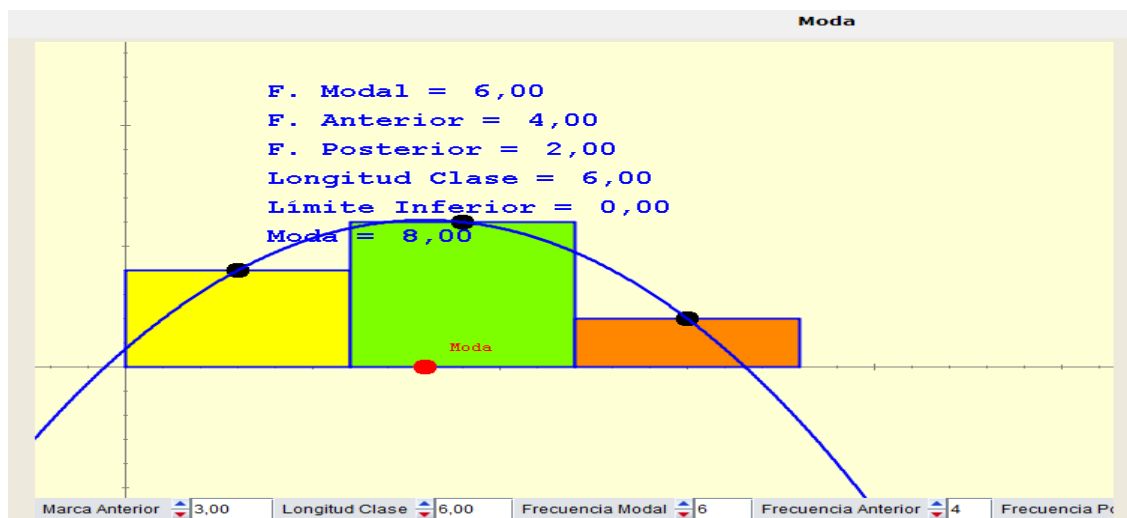 Moda
F. Modal = 6,00
F. Anterior = 4,00
F. Posterior = 2,00
Longitud Clase = 6,00
Límite Inferior = 0,00
Moda = 8,00
Moda
Marca Anterior 3,00 Longitud Clase 6,00 Frecuencia Modal 6 Frecuencia Anterior 4 Frecuencia